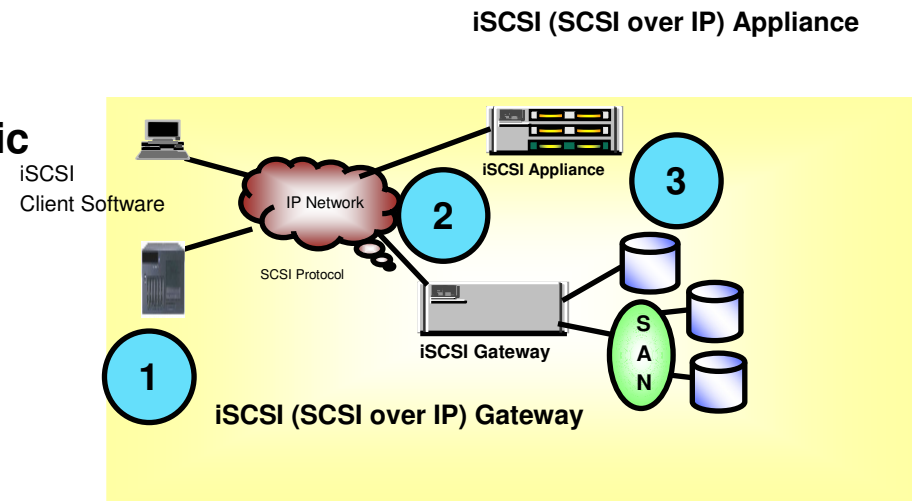 iSCSI (SCSI over IP) Appliance
ic
iSCSI
Client Software
IP Network
iSCSI Appliance
3
2
SCSI Protocol
iSCSI Gateway
S
A
N
1
iSCSI (SCSI over IP) Gateway